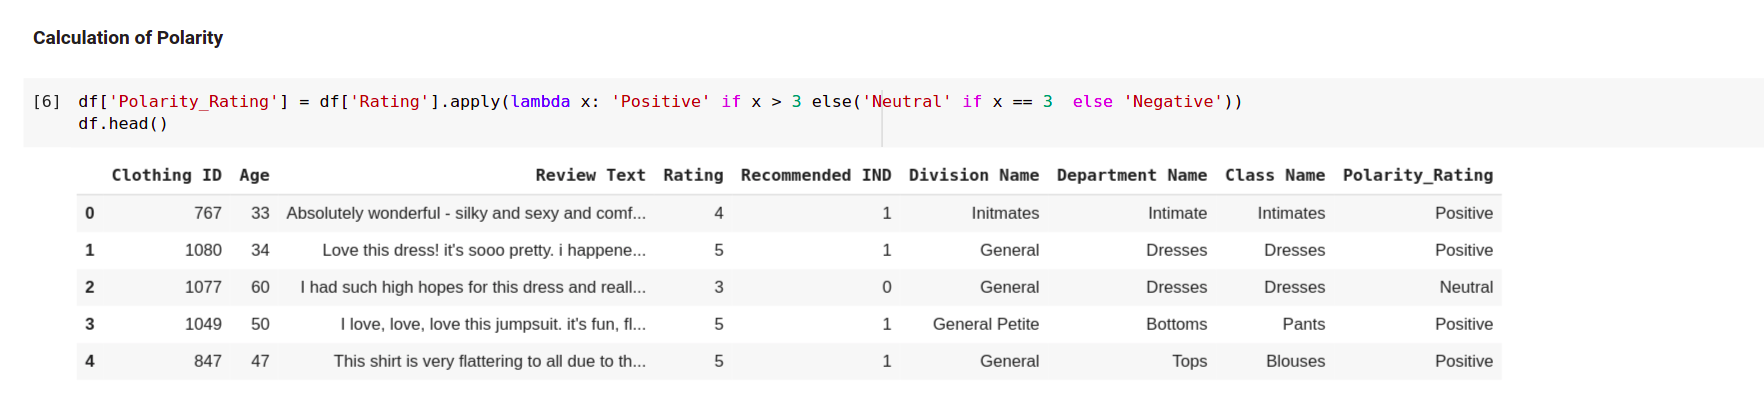 Calculation of Polarity
[6] df['Polarity_Rating'] = df['Rating'].apply(lambda x: 'Positive' if x > 3 else('Neutral' if x == 3  else 'Negative'))
df.head()
Clothing ID Age Review Text Rating Recommended IND Division Name Department Name Class Name Polarity_Rating
0 767 33 Absolutely wonderful - silky and sexy and comf... 4 1 Initmates Intimate Intimates Positive
1 1080 34 Love this dress! it's sooo pretty. i happene... 5 1 General Dresses Dresses Positive
2 1077 60 I had such high hopes for this dress and reall... 3 0 General Dresses Dresses Neutral
3 1049 50 I love, love, love this jumpsuit. it's fun, fl... 5 1 General Petite Bottoms Pants Positive
4 847 47 This shirt is very flattering to all due to th... 5 1 General Tops Blouses Positive